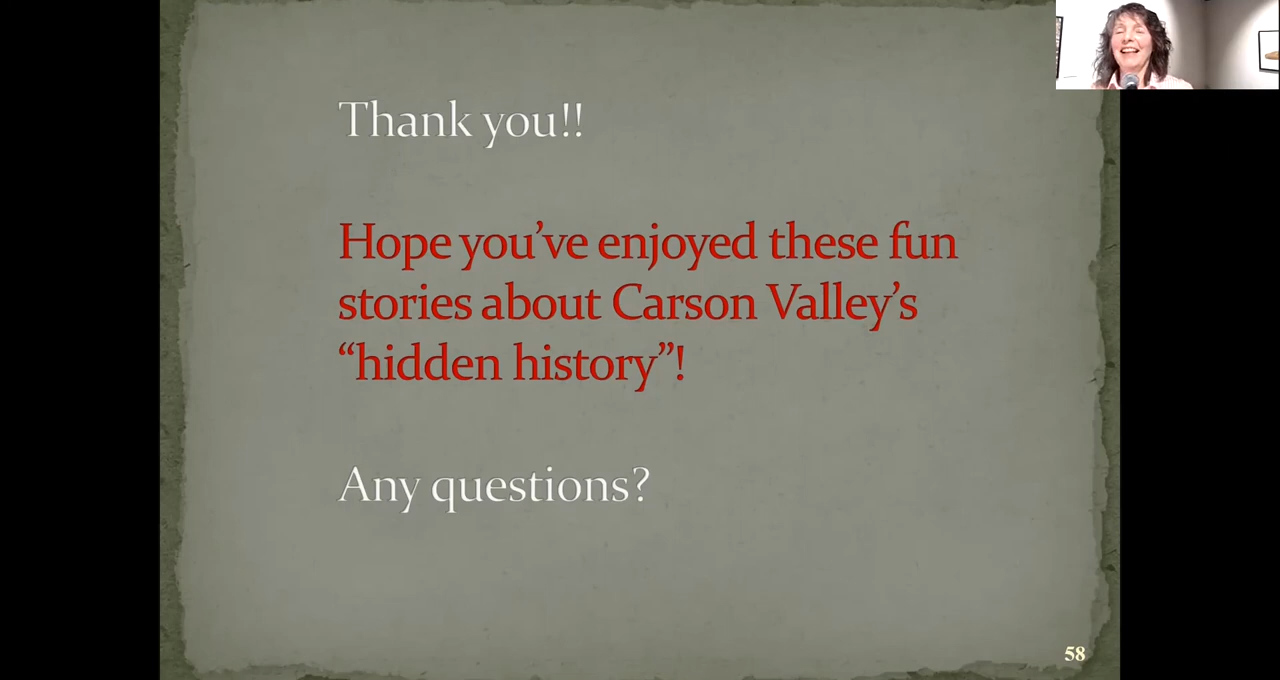 Thank you!!
Hope you’ve enjoyed these fun
stories about Carson Valley’s
“hidden history”!
Any questions?
58